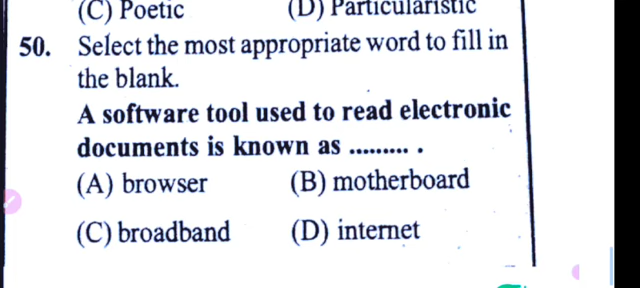 (C) Poetic (D) Particularistic
50. Select the most appropriate word to fill in
the blank.
A software tool used to read electronic
documents is known as ......... .
(A) browser (B) motherboard
(C) broadband (D) internet